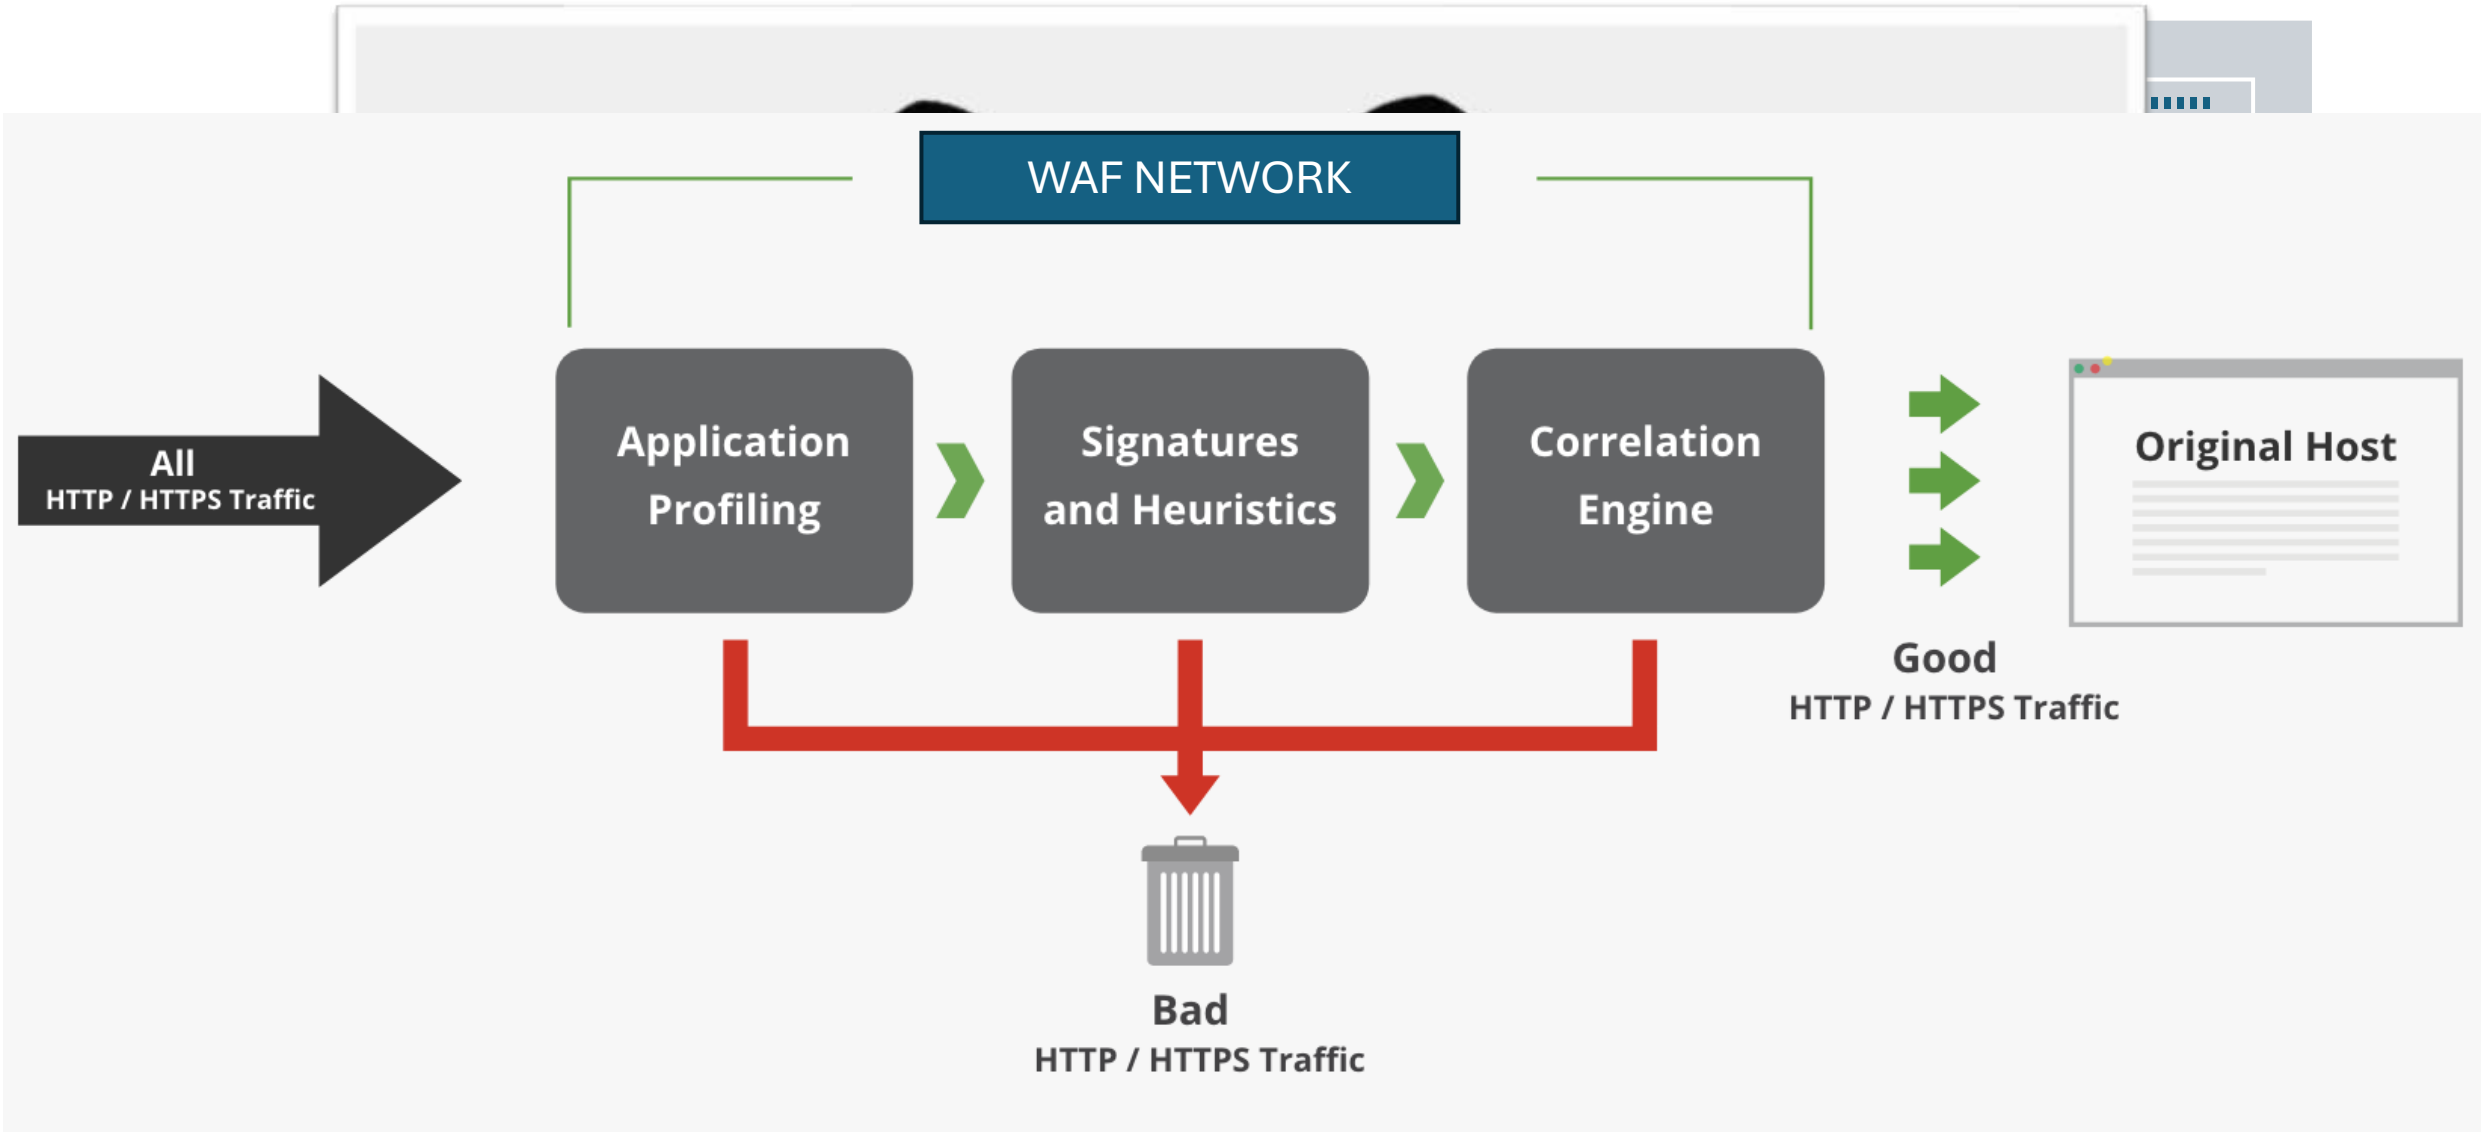 WAF NETWORK
All
HTTP / HTTPS Traffic
Application
Profiling
Signatures
and Heuristics
Correlation
Engine
Original Host
Good
HTTP / HTTPS Traffic
Bad
HTTP / HTTPS Traffic